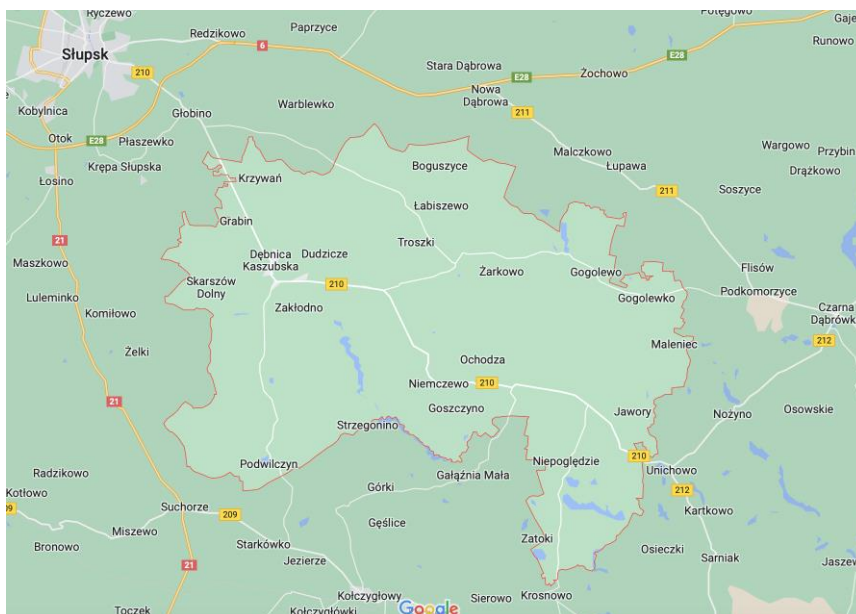 Ryczewo
Redzikowo
Paprzyce
Potęgowo
Gaje
Runowo
Słupsk
6
E28
210
Stara Dąbrowa
Żochowo
E28
Nowa
Dąbrowa
Warblewko
Kobylnica
Głobino
211
Otok
E28
Płaszewko
Malczkowo
Wargowo
Przybin
Boguszyce
Łupawa
Drążkowo
Krępa Słupska
Łosino
Krzywań
211
Soszyce
Łabiszewo
Grabin
21
Troszki
Dębnica
Kaszubska
Dudzicze
Maszkowo
Żarkowo
Gogolewo
Flisów
Skarszów
Dolny
210
Podkomorzyce
Luleminko
Gogolewko
Komiłowo
Zakłodno
Czarna
Dąbrówka
212
Maleniec
Żelki
Ochodza
Niemczewo
210
21
Goszczyno
Jawory
Nożyno
Osowskie
Strzegonino
210
Podwilczyn
Niepoględzie
Unichowo
Radzikowo
Gałąźnia Mała
212
Kotłowo
Górki
09
Suchorze
209
Kartkowo
Miszewo
Gęślice
Zatoki
Bronowo
Starkówko
Osieczki
Sarniak
Jezierze
21
Jaszew
Kołczygłowy
Sierowo
Krosnowo
Toczek
Kołczygłówki
Google